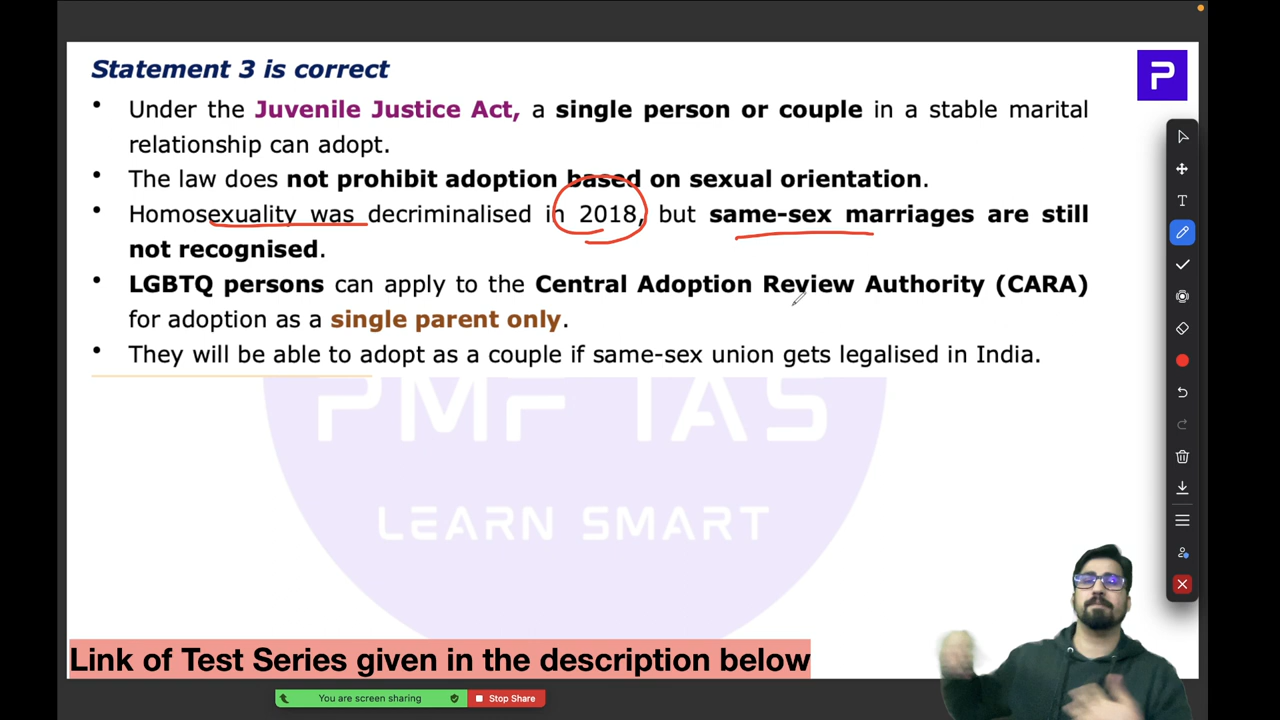 Statement 3 is correct
• Under the Juvenile Justice Act, a single person or couple in a stable marital
relationship can adopt.
• The law does not prohibit adoption based on sexual orientation.
• Homosexuality was decriminalised in 2018, but same-sex marriages are still
not recognised.
• LGBTQ persons can apply to the Central Adoption Review Authority (CARA)
for adoption as a single parent only.
• They will be able to adopt as a couple if same-sex union gets legalised in India.
PMF IAS
LEARN SMART
Link of Test Series given in the description below
You are screen sharing
Stop Share